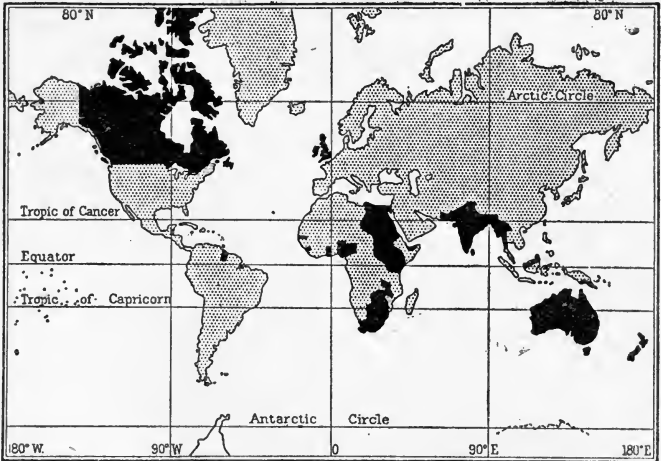 80° N 80° N
Arctic Circle
Tropic of Cancer
Equator
Tropic of Capricorn
Antarctic Circle
180° W. 90° W 0 90° E 180° E